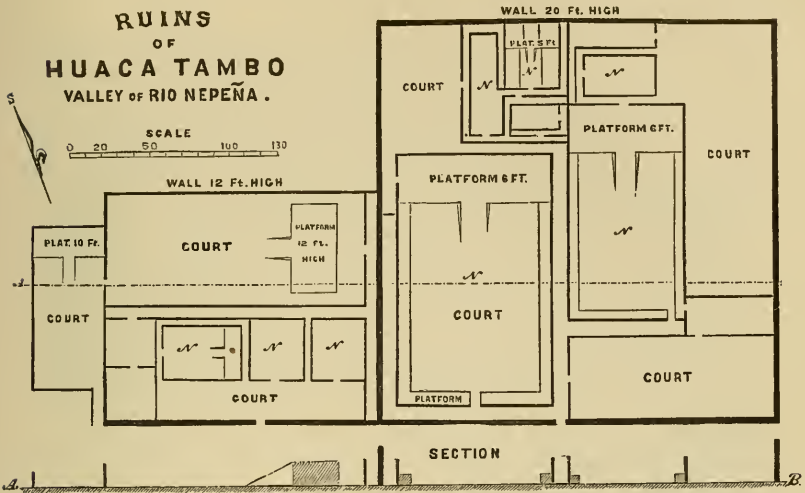 RUINS
OF
HUACA TAMBO
VALLEY OF RIO NEPEÑA.
S
SCALE
0 20 50 100 130
WALL 20 Ft. HIGH
COURT
PLAT. 5 Ft
N
N
N
PLATFORM 6 FT.
COURT
WALL 12 Ft. HIGH
PLATFORM 6 FT.
PLAT. 10 Ft.
COURT
PLATFORM
12 FT.
HIGH
N
N
A
COURT
COURT
N
N
N
COURT
PLATFORM
COURT
SECTION
A.
B.